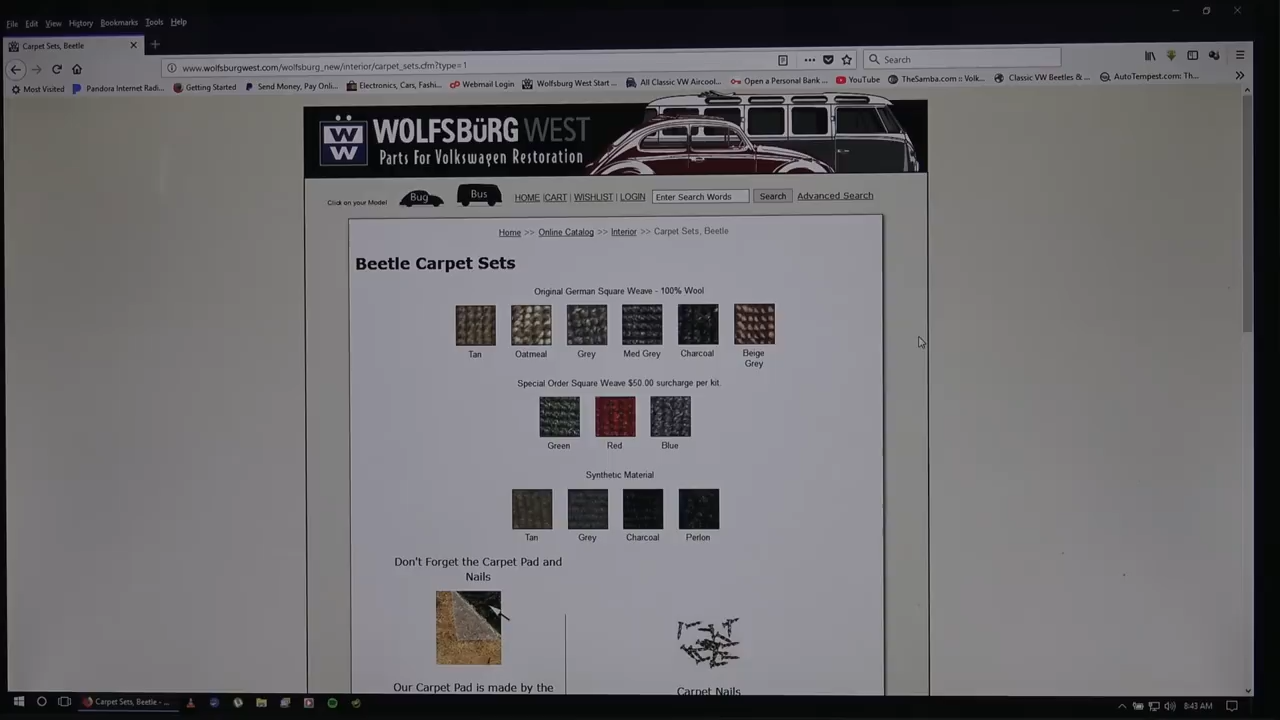 File Edit View History Bookmarks Tools Help
Carpet Sets, Beetle
www.wolfsburgwest.com/wolfsburg_new/interior/carpet_sets.cfm?type=1
Search
Most Visited Pandora Internet Radi... Getting Started Send Money, Pay Onli... Electronics, Cars, Fashi... Webmail Login Wolfsburg West Start ... All Classic VW Aircool... Open a Personal Bank ... YouTube TheSamba.com :: Volk... Classic VW Beetles & ... AutoTempest.com: Th...
WOLFSBüRG WEST
Parts For Volkswagen Restoration
Click on your Model Bug Bus HOME | CART | WISHLIST | LOGIN Enter Search Words Search Advanced Search
Home >> Online Catalog >> Interior >> Carpet Sets, Beetle
Beetle Carpet Sets
Original German Square Weave - 100% Wool
Tan Oatmeal Grey Med Grey Charcoal Beige Grey
Special Order Square Weave $50.00 surcharge per kit.
Green Red Blue
Synthetic Material
Tan Grey Charcoal Perlon
Don't Forget the Carpet Pad and
Nails
Our Carpet Pad is made by the
Carpet Nails
Carpet Sets, Beetle - ...
8:43 AM